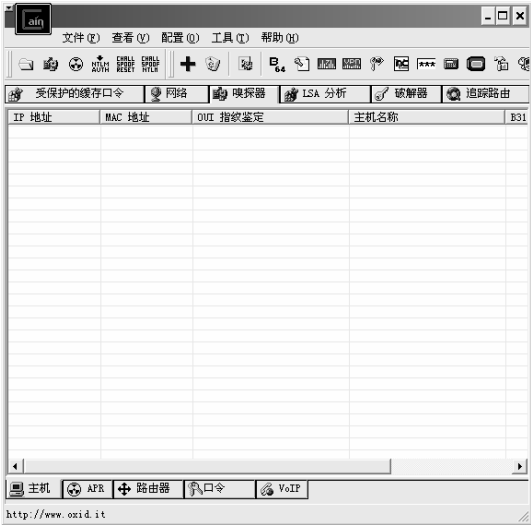 ain
文件(F) 查看(V) 配置(O) 工具(T) 帮助(H)
NTLM AUTH CHALL SPOOF RESET CHALL SPOOF NTLM B64 ***
受保护的缓存口令 网络 嗅探器 LSA 分析 破解器 追踪路由
IP 地址 MAC 地址 OUI 指纹鉴定 主机名称 B31
主机 APR 路由器 口令 VoIP
http://www.oxid.it